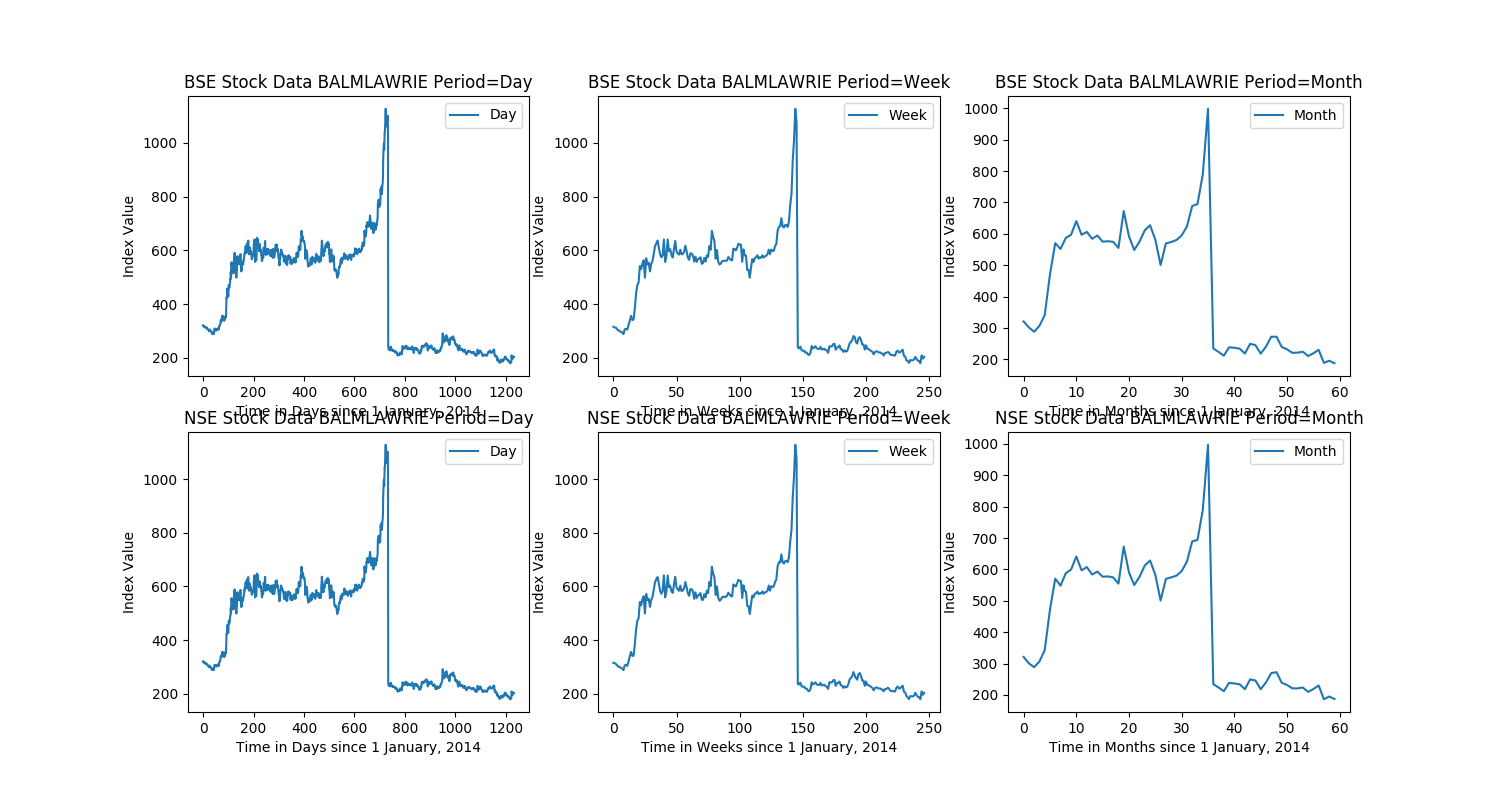 BSE Stock Data BALMLAWRIE Period=Day
Day
1000
800
600
400
200
Index Value
0 200 400 600 800 1000 1200
Time in Days since 1 January, 2014
BSE Stock Data BALMLAWRIE Period=Week
Week
1000
800
600
400
200
Index Value
0 50 100 150 200 250
Time in Weeks since 1 January, 2014
BSE Stock Data BALMLAWRIE Period=Month
Month
1000
900
800
700
600
500
400
300
200
Index Value
0 10 20 30 40 50 60
Time in Months since 1 January, 2014
NSE Stock Data BALMLAWRIE Period=Day
Day
1000
800
600
400
200
Index Value
0 200 400 600 800 1000 1200
Time in Days since 1 January, 2014
NSE Stock Data BALMLAWRIE Period=Week
Week
1000
800
600
400
200
Index Value
0 50 100 150 200 250
Time in Weeks since 1 January, 2014
NSE Stock Data BALMLAWRIE Period=Month
Month
1000
900
800
700
600
500
400
300
200
Index Value
0 10 20 30 40 50 60
Time in Months since 1 January, 2014